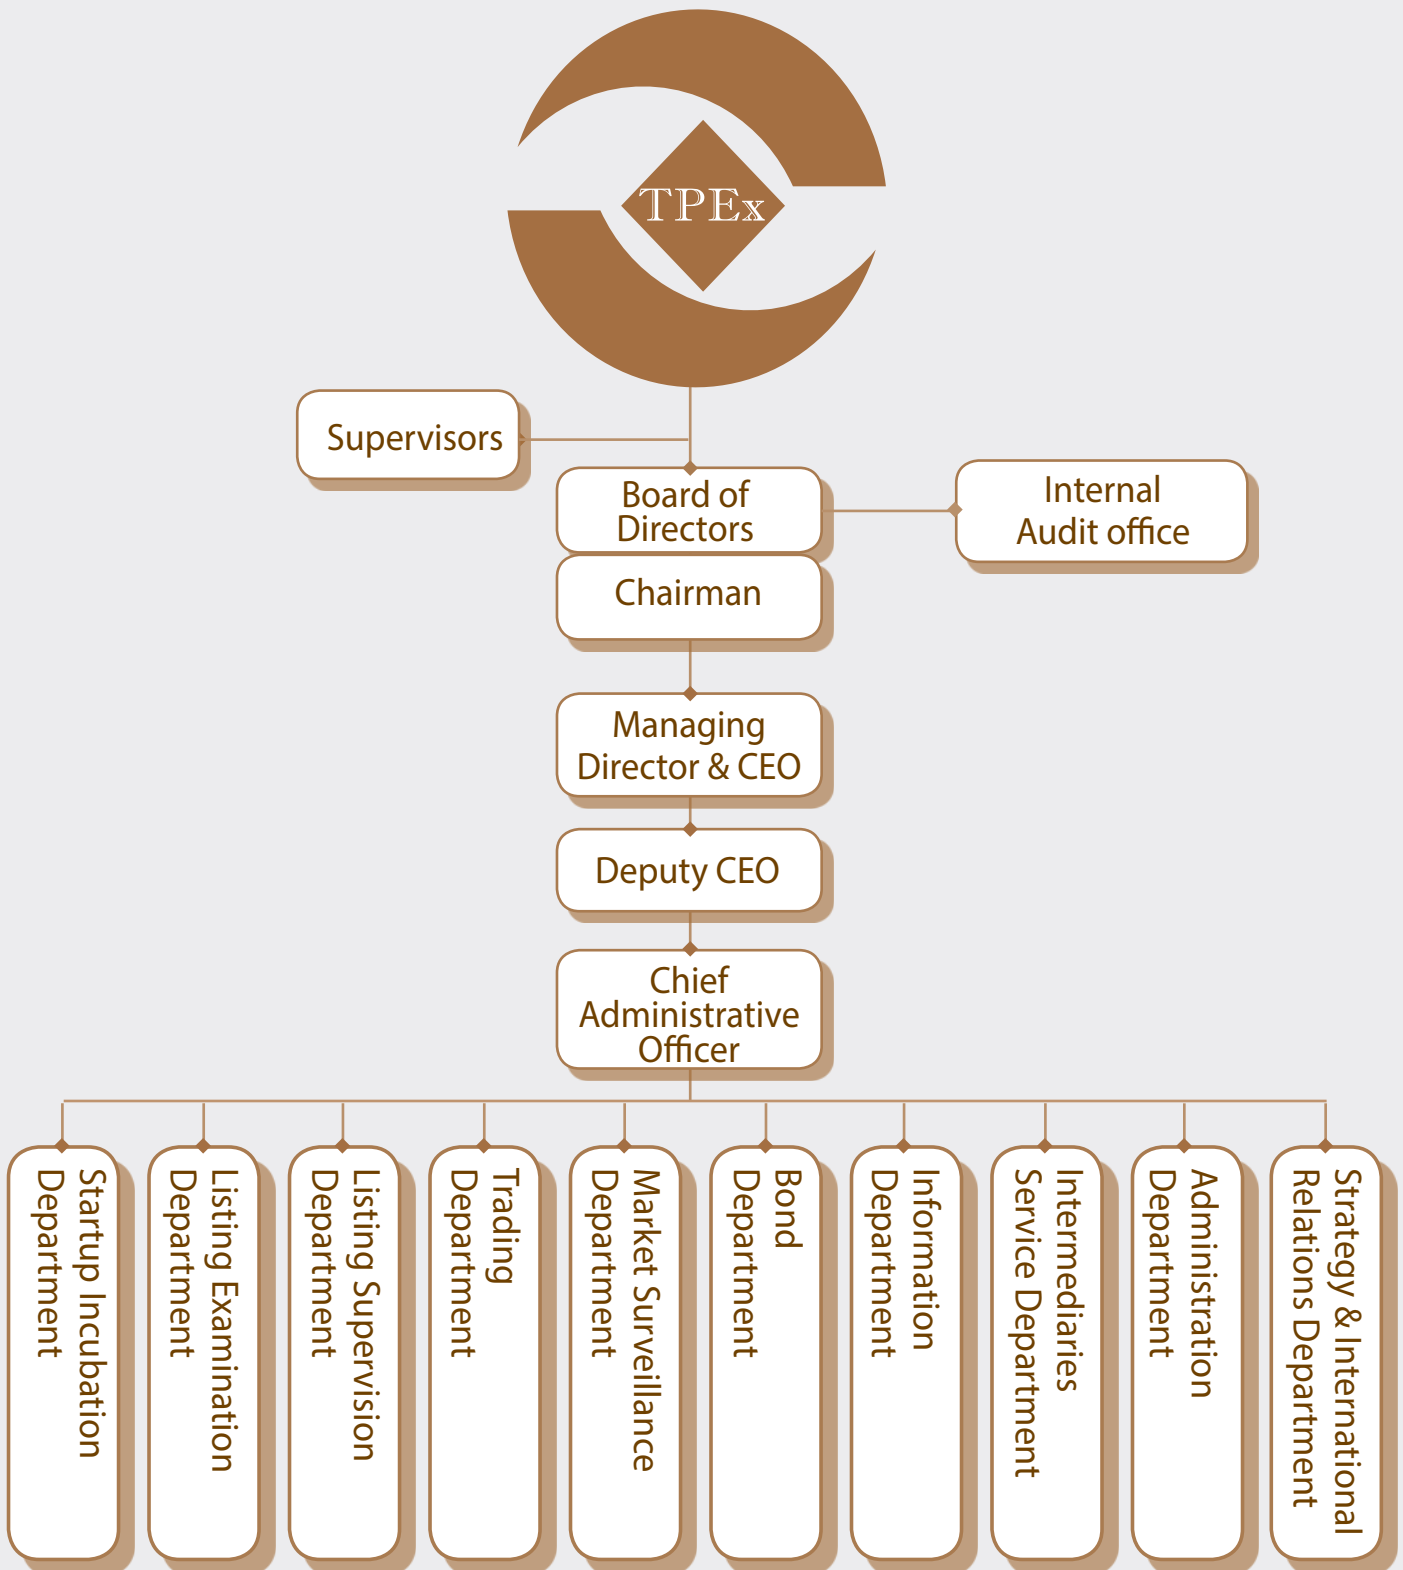 TPEx
Supervisors
Board of
Directors
Internal
Audit office
Chairman
Managing
Director & CEO
Deputy CEO
Chief
Administrative
Officer
Startup Incubation
Department
Listing Examination
Department
Listing Supervision
Department
Trading
Department
Market Surveillance
Department
Bond
Department
Information
Department
Intermediaries
Service Department
Administration
Department
Strategy & International
Relations Department